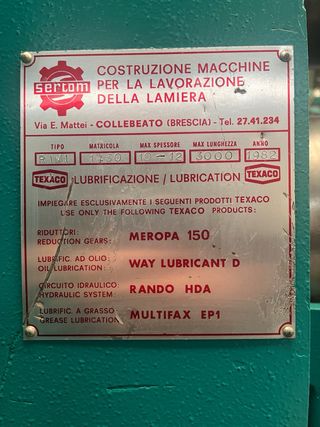 sertom
COSTRUZIONE MACCHINE
PER LA LAVORAZIONE
DELLA LAMIERA
Via E. Mattei - COLLEBEATO (BRESCIA) - Tel. 27.41.234
TIPO MATRICOLA MAX SPESSORE MAX LUNGHEZZA ANNO
10-12 3000 1982
TEXACO LUBRIFICAZIONE/LUBRICATION TEXACO
IMPIEGARE ESCLUSIVAMENTE I SEGUENTI PRODOTTI TEXACO
USE ONLY THE FOLLOWING TEXACO PRODUCTS:
RIDUTTORI: MEROPA 150
REDUCTION GEARS:
LUBRIFIC. AD OLIO: WAY LUBRICANT D
OIL LUBRICATION:
CIRCUITO IDRAULICO RANDO HDA
HYDRAULIC SYSTEM:
LUBRIFIC. A GRASSO MULTIFAX EP1
GREASE LUBRICATION: